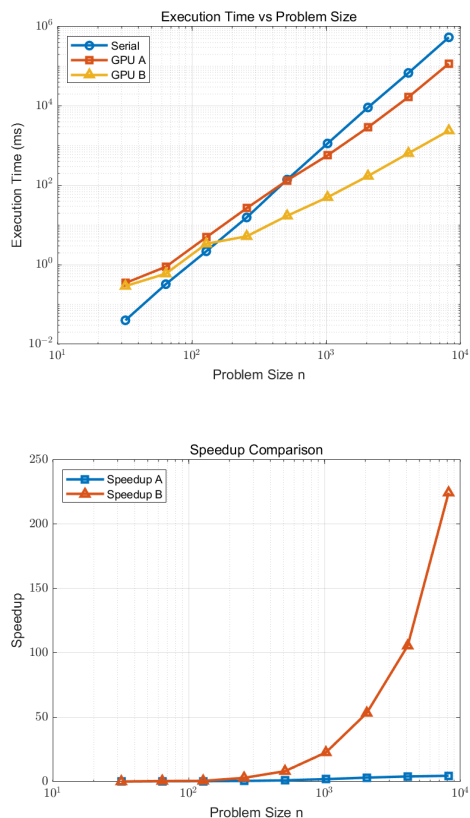 Execution Time vs Problem Size
Serial
GPU A
GPU B
10^6
10^4
10^2
10^0
10^-2
Execution Time (ms)
10^1 10^2 10^3 10^4
Problem Size n
Speedup Comparison
Speedup A
Speedup B
250
200
150
100
50
0
Speedup
10^1 10^2 10^3 10^4
Problem Size n